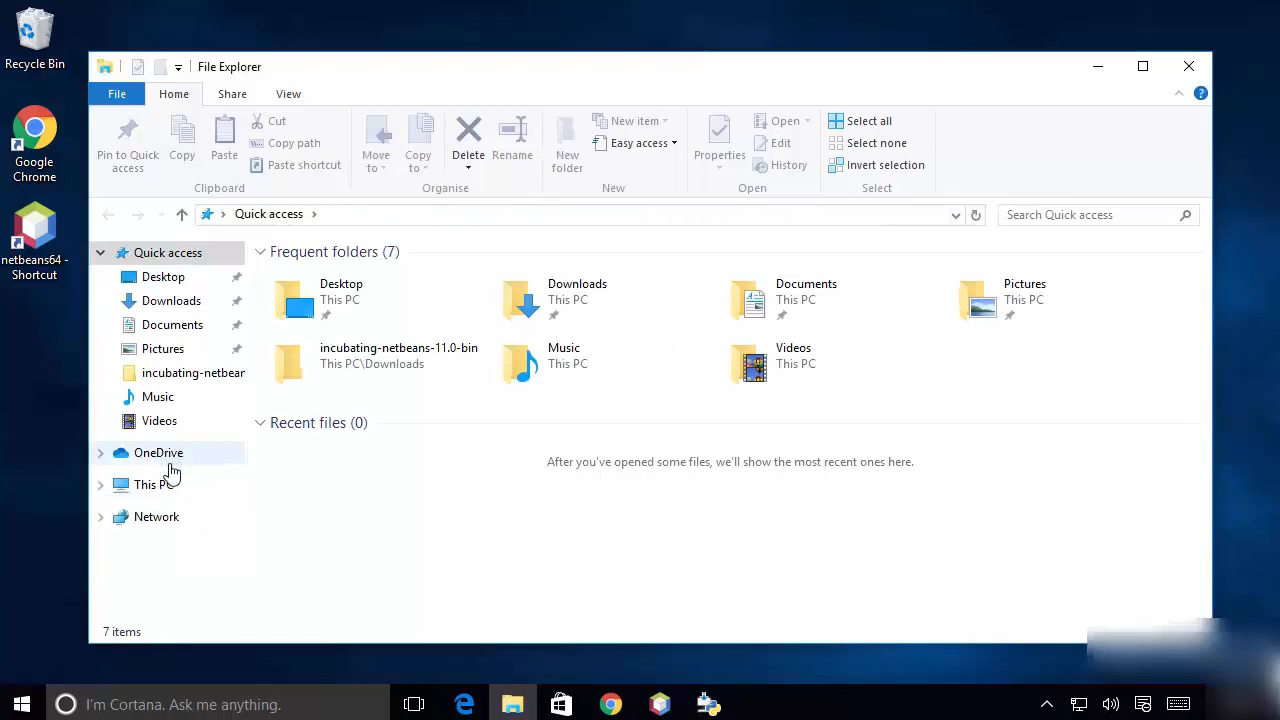 Recycle Bin
Google
Chrome
netbeans64 -
Shortcut
File Explorer
File
Home
Share
View
Pin to Quick
access
Copy
Paste
Cut
Copy path
Paste shortcut
Clipboard
Move
to
Copy
to
Delete
Rename
Organise
New
folder
New item
Easy access
New
Properties
Open
Edit
History
Open
Select all
Select none
Invert selection
Select
Quick access
Search Quick access
Quick access
Desktop
Downloads
Documents
Pictures
incubating-netbear
Music
Videos
OneDrive
This PC
Network
Frequent folders (7)
Desktop
This PC
Downloads
This PC
Documents
This PC
Pictures
This PC
incubating-netbeans-11.0-bin
This PC\Downloads
Music
This PC
Videos
This PC
Recent files (0)
After you've opened some files, we'll show the most recent ones here.
7 items
I'm Cortana. Ask me anything.